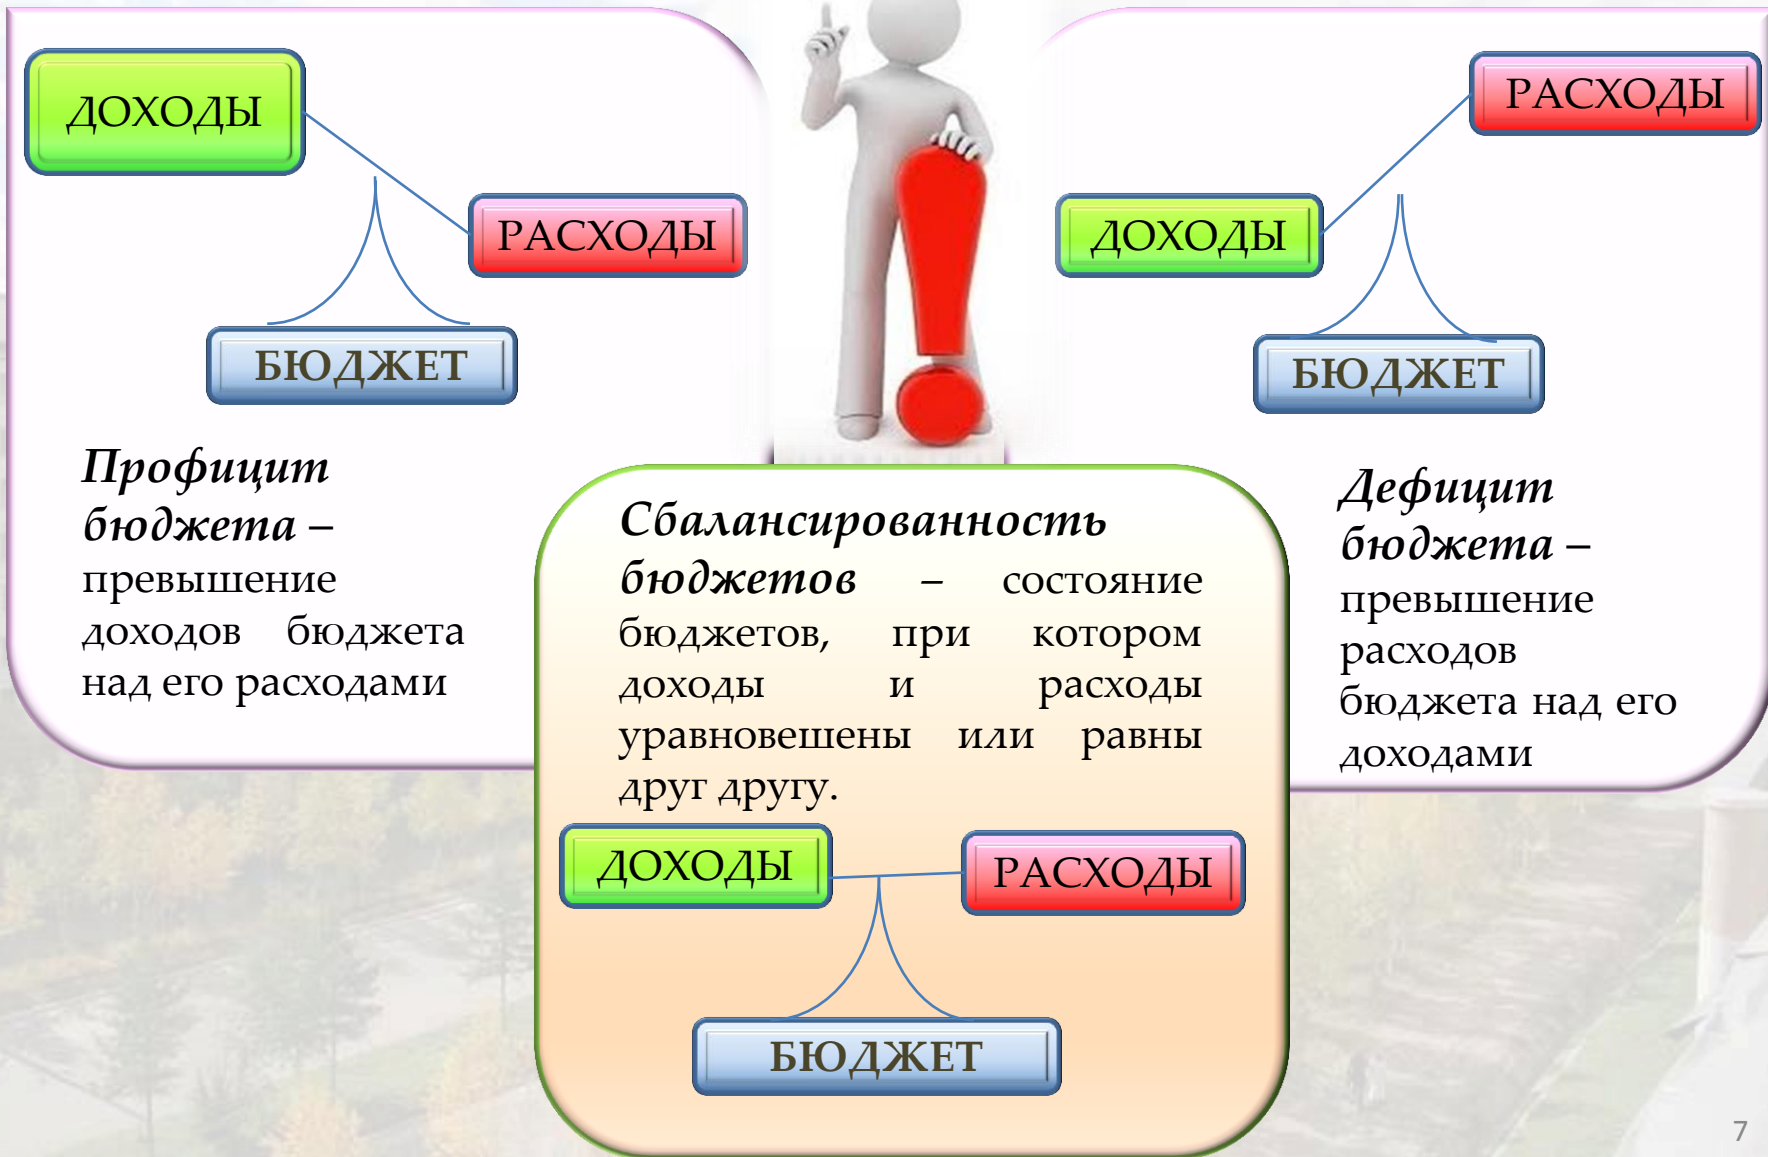 ДОХОДЫ
РАСХОДЫ
БЮДЖЕТ
Профицит
бюджета –
превышение
доходов бюджета
над его расходами
РАСХОДЫ
ДОХОДЫ
БЮДЖЕТ
Дефицит
бюджета –
превышение
расходов
бюджета над его
доходами
Сбалансированность
бюджетов – состояние
бюджетов, при котором
доходы и расходы
уравновешены или равны
друг другу.
ДОХОДЫ
РАСХОДЫ
БЮДЖЕТ
7